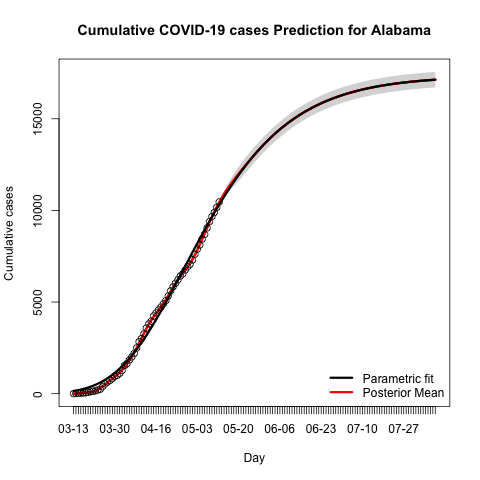 Cumulative COVID-19 cases Prediction for Alabama
Cumulative cases
15000
10000
5000
0
Parametric fit
Posterior Mean
03-13 03-30 04-16 05-03 05-20 06-06 06-23 07-10 07-27
Day